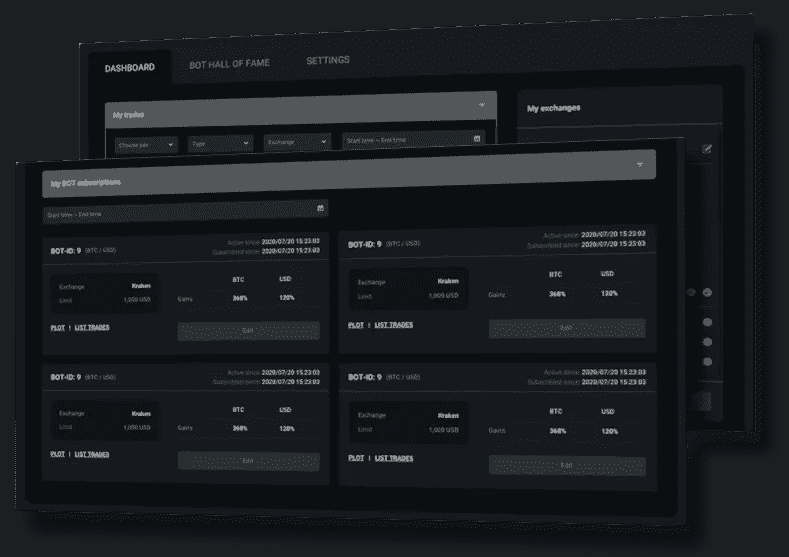 DASHBOARD
BOT HALL OF FAME
SETTINGS
My trades
Choose pair
Type
Exchange
Start time – End time
My exchanges
My BOT subscriptions
Start time – End time
BOT-ID: 9 (BTC / USD)
Active since: 2020/07/20 15:23:03
Subscribed since: 2020/07/20 15:23:03
Exchange Kraken
Limit 1,000 USD
BTC USD
Gains 368% 120%
PLOT | LIST TRADES
Edit
BOT-ID: 9 (BTC / USD)
Active since: 2020/07/20 15:23:03
Subscribed since: 2020/07/20 15:23:03
Exchange Kraken
Limit 1,000 USD
BTC USD
Gains 368% 120%
PLOT | LIST TRADES
Edit
BOT-ID: 9 (BTC / USD)
Active since: 2020/07/20 15:23:03
Subscribed since: 2020/07/20 15:23:03
Exchange Kraken
Limit 1,000 USD
BTC USD
Gains 368% 120%
PLOT | LIST TRADES
Edit
BOT-ID: 9 (BTC / USD)
Active since: 2020/07/20 15:23:03
Subscribed since: 2020/07/20 15:23:03
Exchange Kraken
Limit 1,000 USD
BTC USD
Gains 368% 120%
PLOT | LIST TRADES
Edit